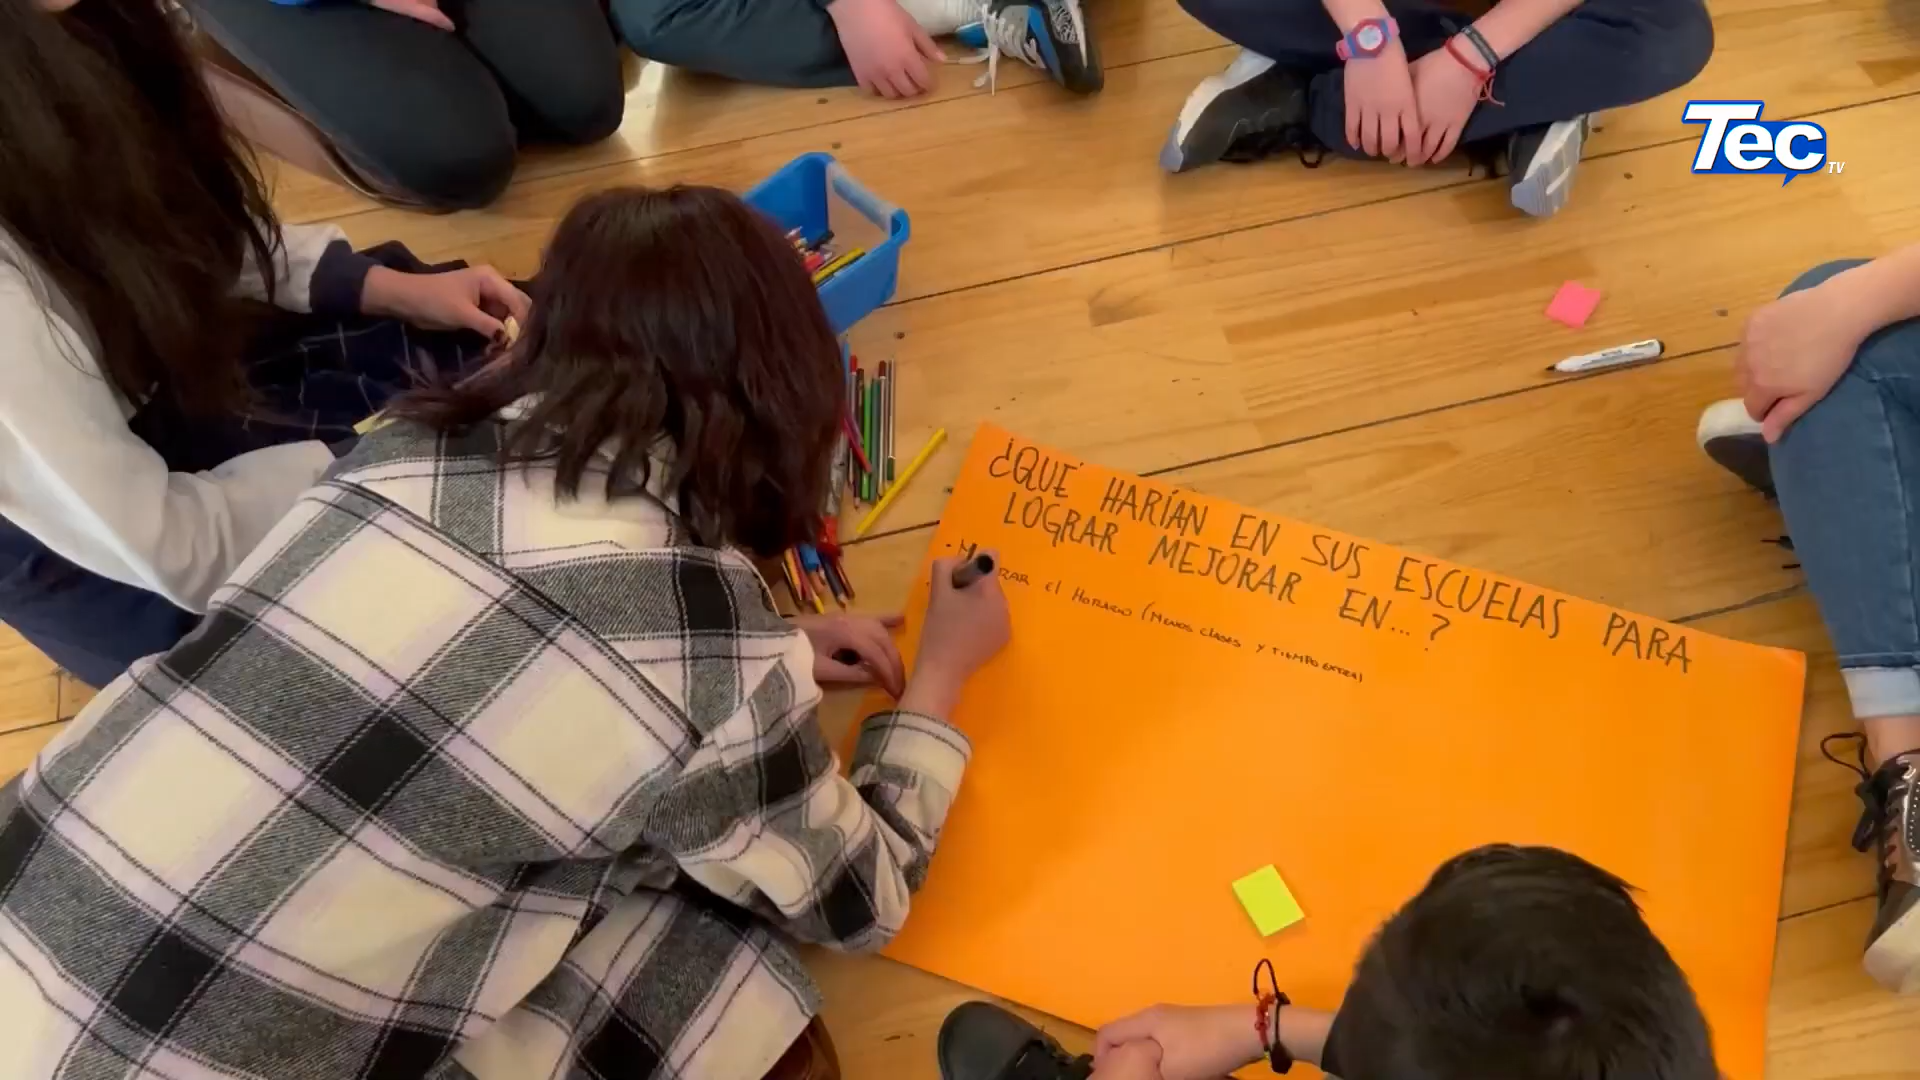 Tec TV
¿QUÉ HARÍAN EN SUS ESCUELAS PARA
LOGRAR MEJORAR EN...?
el HORARIO (MENOS CLASES Y TIEMPO EXTRA)